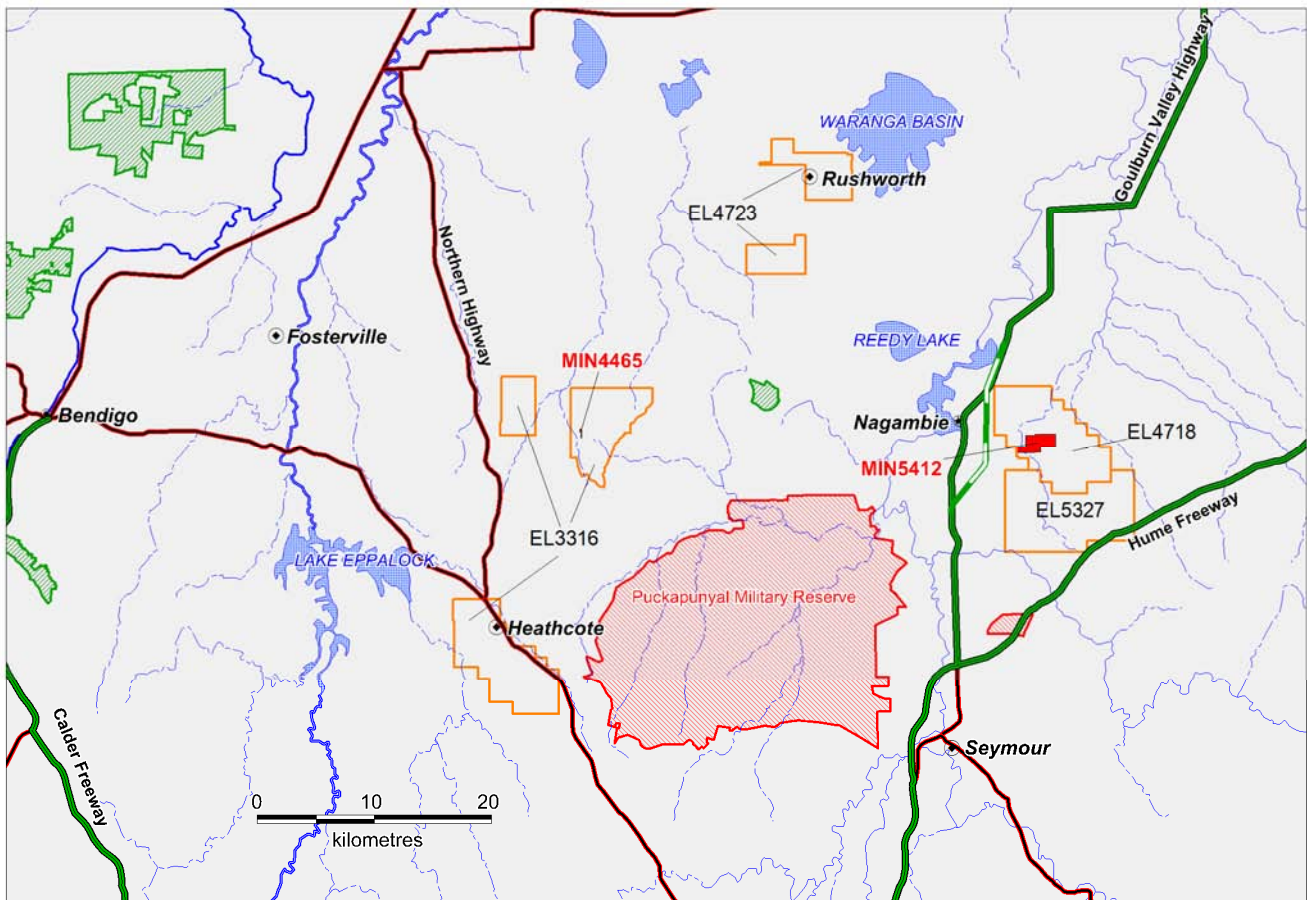 Goulburn Valley Highway
WARANGA BASIN
Rushworth
EL4723
Northern Highway
Fosterville
REEDY LAKE
MIN4465
Bendigo
Nagambie
EL4718
MIN5412
EL5327
Hume Freeway
EL3316
LAKE EPPALOCK
Puckapunyal Military Reserve
Heathcote
Calder Freeway
Seymour
0 10 20
kilometres